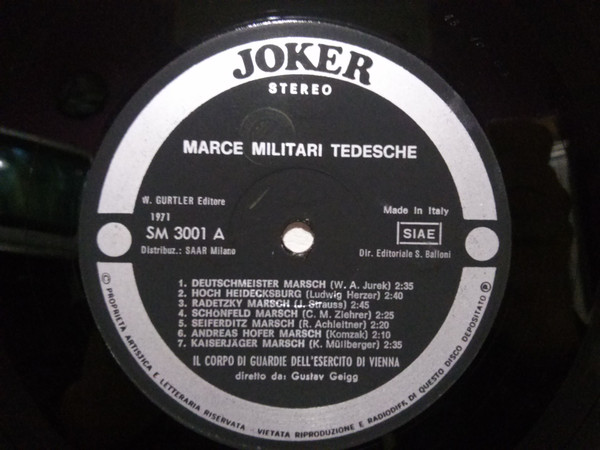 JOKER
STEREO
MARCE MILITARI TEDESCHE
W. GURTLER Editore
1971
SM 3001 A
Distribuz.: SAAR Milano
Made in Italy
SIAE
Dir. Editoriale S. Balloni
1. DEUTSCHMEISTER MARSCH (W. A. Jurek) 2:35
2. HOCH HEIDECKSBURG (Ludwig Herzer) 2:40
3. RADETZKY MARSCH (J. Strauss) 2:45
4. SCHÖNFELD MARSCH (C. M. Ziehrer) 2:25
5. SEIFERDITZ MARSCH (R. Achleitner) 2:20
6. ANDREAS HOFER MARSCH (Komzak) 2:10
7. KAISERJÄGER MARSCH (K. Müllberger) 2:35
IL CORPO DI GUARDIE DELL'ESERCITO DI VIENNA
diretto da: Gustav Geigg
© PROPRIETA ARTISTICA E LETTERARIA RISERVATA - VIETATA RIPRODUZIONE E RADIODIFF. DI QUESTO DISCO DEPOSITATO ®